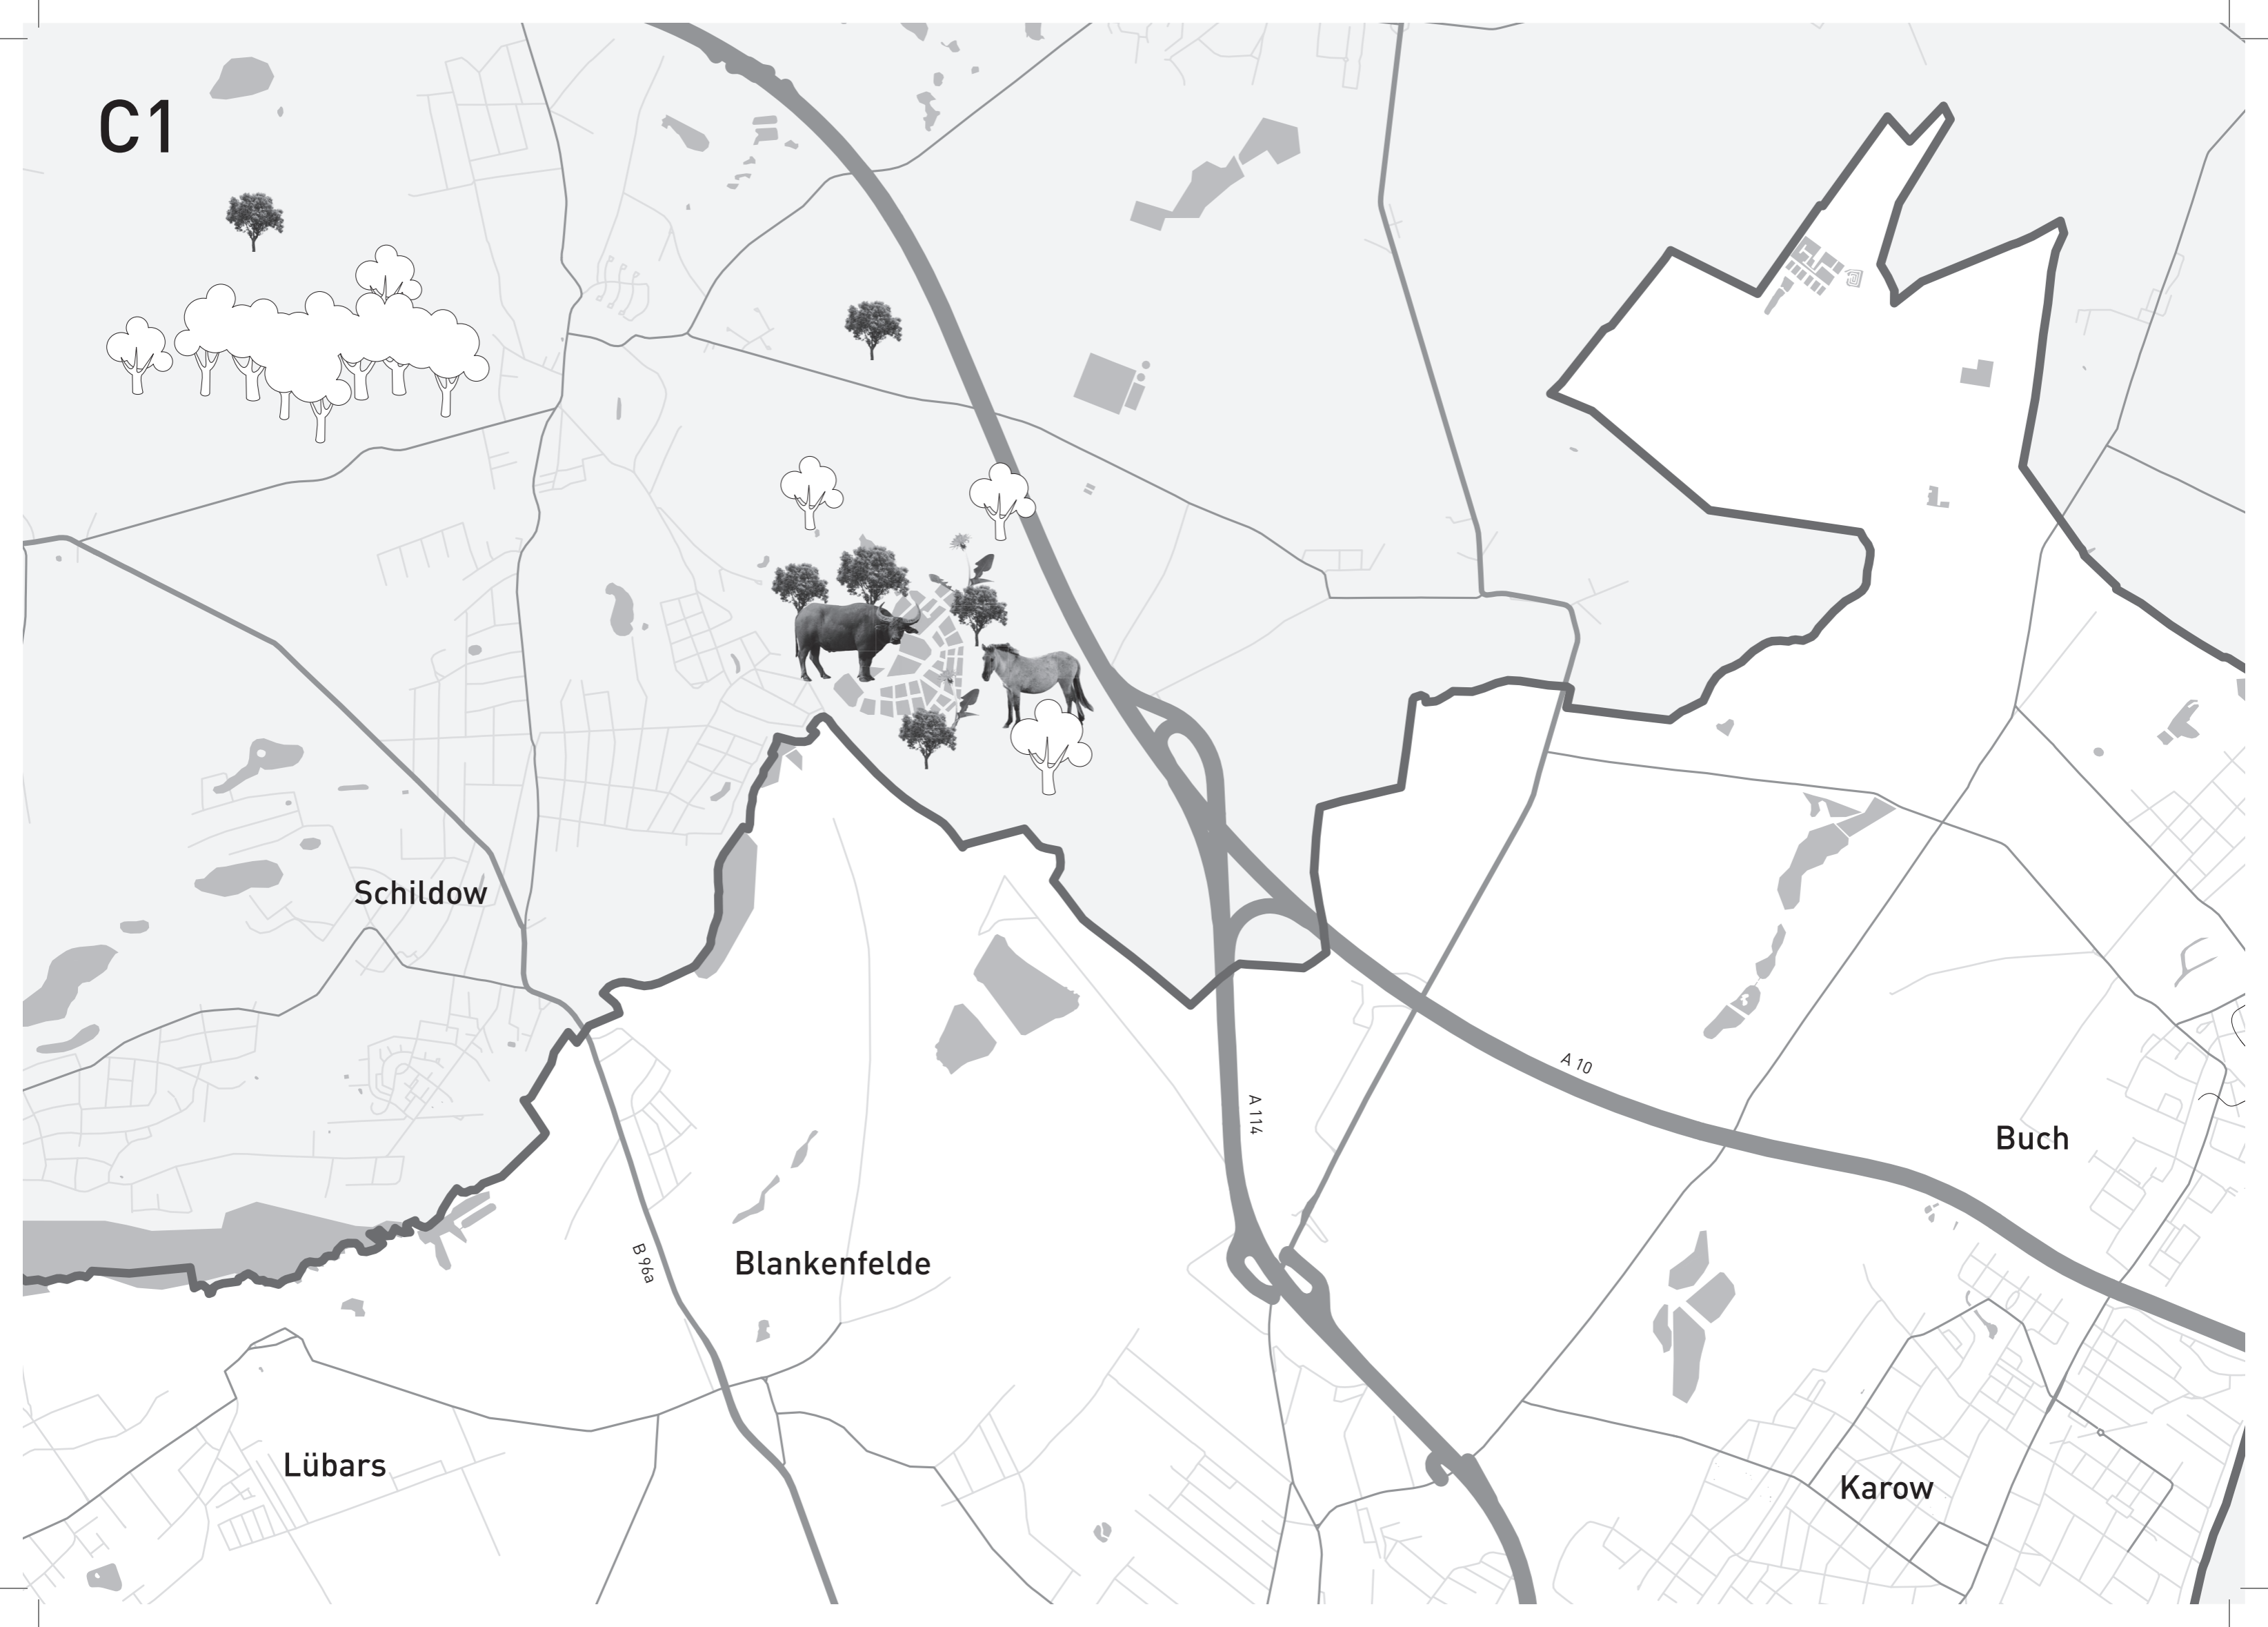 C1
Schildow
A 10
A 114
Buch
B 96a
Blankenfelde
Lübars
Karow